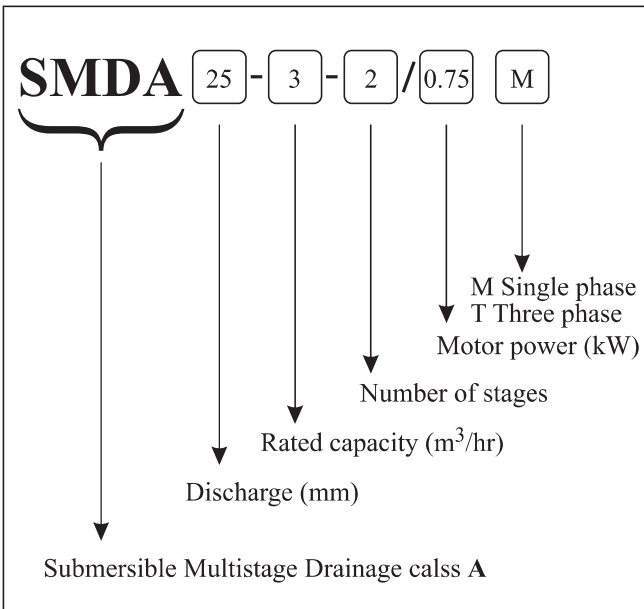 SMDA 25 - 3 - 2 / 0.75 M
M Single phase
T Three phase
Motor power (kW)
Number of stages
Rated capacity (m³/hr)
Discharge (mm)
Submersible Multistage Drainage calss A